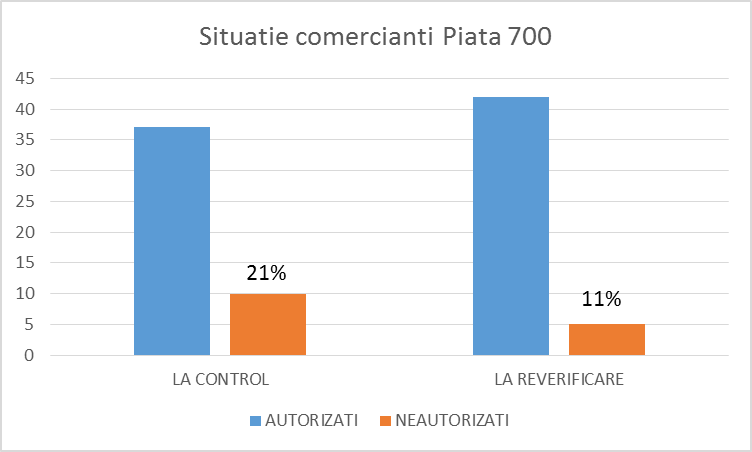 Situatie comercianti Piata 700
45
40
35
30
25
20
15
10
5
0
21%
11%
LA CONTROL
LA REVERIFICARE
AUTORIZATI
NEAUTORIZATI